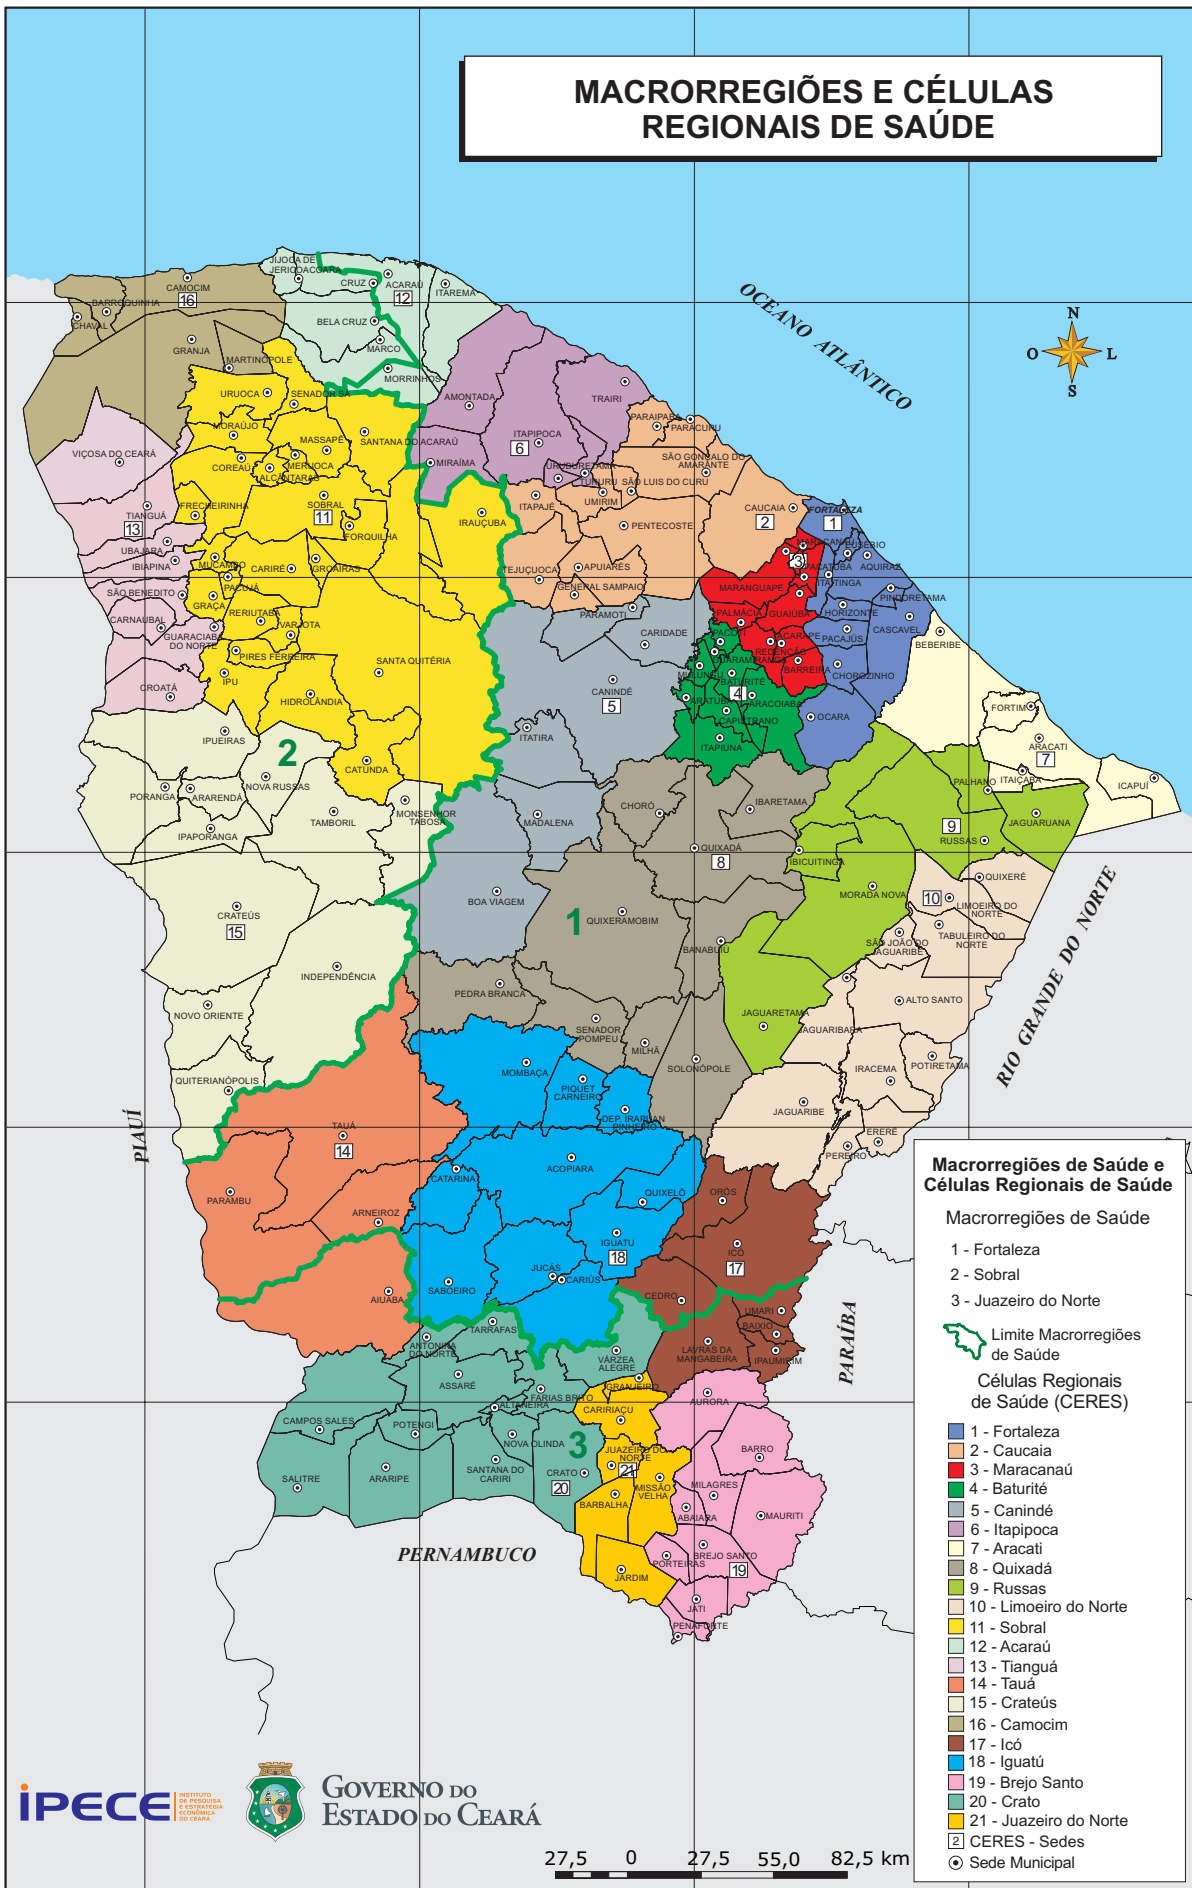 MACRORREGIÕES E CÉLULAS
REGIONAIS DE SAÚDE
OCEANO ATLÂNTICO
N
O
L
S
JIJOCA DE
JERICOACOARA
CRUZ
ACARAÚ
12
ITAREMA
CAMOCIM
16
BARROQUINHA
CHAVAL
BELA CRUZ
GRANJA
MARCO
MARTINÓPOLE
MORRINHOS
URUOCA
SENADOR SÁ
AMONTADA
TRAIRI
MORAÚJO
PARAIPABA
PARACURU
MASSAPÊ
SANTANA DO ACARAÚ
ITAPIPOCA
6
VIÇOSA DO CEARÁ
COREAÚ
MERUOCA
ALCÂNTARAS
MIRAÍMA
SÃO GONÇALO DO
AMARANTE
URUBURETAMA
TURURU
SÃO LUIS DO CURU
UMIRIM
ITAPAJÉ
TIANGUÁ
13
FRECHEIRINHA
SOBRAL
11
FORQUILHA
IRAUÇUBA
PENTECOSTE
CAUCAIA
2
FORTALEZA
1
UBAJARA
IBIAPINA
MUCAMBO
CARIRÉ
GROAÍRAS
MARACANAÚ
3
EUSÉBIO
PACATUBA
AQUIRAZ
ITAITINGA
TEJUÇUOCA
APUIARÉS
GENERAL SAMPAIO
MARANGUAPE
PACUJÁ
SÃO BENEDITO
GRAÇA
PINDORETAMA
PARAMOTI
PALMÁCIA
GUAIÚBA
HORIZONTE
CASCAVEL
CARNAUBAL
RERIUTABA
VARJOTA
GUARACIABA
DO NORTE
CARIDADE
PACOTI
ACARAPE
REDENÇÃO
PACAJÚS
BEBERIBE
PIRES FERREIRA
GUARAMIRANGA
MULUNGU
BARREIRA
CHOROZINHO
IPU
SANTA QUITÉRIA
CANINDÉ
5
BATURITÉ
4
ARATUBA
ARACOIABA
CROATÁ
HIDROLÂNDIA
CAPISTRANO
OCARA
FORTIM
IPUEIRAS
2
ITATIRA
ITAPIÚNA
ARACATI
7
CATUNDA
NOVA RUSSAS
PORANGA
ARARENDÁ
ITAIÇABA
ICAPUÍ
PALHANO
TAMBORIL
MONSENHOR
TABOSA
MADALENA
CHORÓ
IBARETAMA
IPAPORANGA
JAGUARUANA
9
RUSSAS
QUIXADÁ
8
IBICUITINGA
QUIXERÉ
BOA VIAGEM
MORADA NOVA
10
LIMOEIRO DO
NORTE
CRATEÚS
15
1
QUIXERAMOBIM
TABULEIRO DO
NORTE
SÃO JOÃO DO
JAGUARIBE
BANABUIÚ
INDEPENDÊNCIA
RIO GRANDE DO NORTE
PEDRA BRANCA
NOVO ORIENTE
ALTO SANTO
SENADOR
POMPEU
JAGUARETAMA
JAGUARIBARA
MILHÃ
SOLONÓPOLE
MOMBAÇA
QUITERIANÓPOLIS
PIQUET
CARNEIRO
IRACEMA
POTIRETAMA
JAGUARIBE
DEP. IRAPUAN
PINHEIRO
PIAUÍ
TAUÁ
14
ERERÉ
PEREIRO
ACOPIARA
CATARINA
PARAMBU
QUIXELÔ
ORÓS
ARNEIROZ
IGUATU
18
ICÓ
17
JUCÁS
CARIÚS
SABOEIRO
AIUABA
CEDRO
UMARI
BAIXIO
PARAÍBA
TARRAFAS
ANTONINA
DO NORTE
LAVRAS DA
MANGABEIRA
IPAUMIRIM
VÁRZEA
ALEGRE
ASSARÉ
GRANJEIRO
FARIAS BRITO
ALTANEIRA
AURORA
CARIRIAÇU
CAMPOS SALES
POTENGI
NOVA OLINDA
3
JUAZEIRO DO
NORTE
21
BARRO
SALITRE
ARARIPE
SANTANA DO
CARIRI
CRATO
20
MISSÃO
VELHA
MILAGRES
BARBALHA
ABAIARA
MAURITI
PERNAMBUCO
BREJO SANTO
PORTEIRAS
19
JARDIM
JATI
PENAFORTE
Macrorregiões de Saúde e
Células Regionais de Saúde
Macrorregiões de Saúde
1 - Fortaleza
2 - Sobral
3 - Juazeiro do Norte
Limite Macrorregiões
de Saúde
Células Regionais
de Saúde (CERES)
1 - Fortaleza
2 - Caucaia
3 - Maracanaú
4 - Baturité
5 - Canindé
6 - Itapipoca
7 - Aracati
8 - Quixadá
9 - Russas
10 - Limoeiro do Norte
11 - Sobral
12 - Acaraú
13 - Tianguá
14 - Tauá
15 - Crateús
16 - Camocim
17 - Icó
18 - Iguatú
19 - Brejo Santo
20 - Crato
21 - Juazeiro do Norte
2 CERES - Sedes
Sede Municipal
iPECE
INSTITUTO
DE PESQUISA
E ESTRATÉGIA
ECONÔMICA
DO CEARÁ
GOVERNO DO
ESTADO DO CEARÁ
27,5 0 27,5 55,0 82,5 km